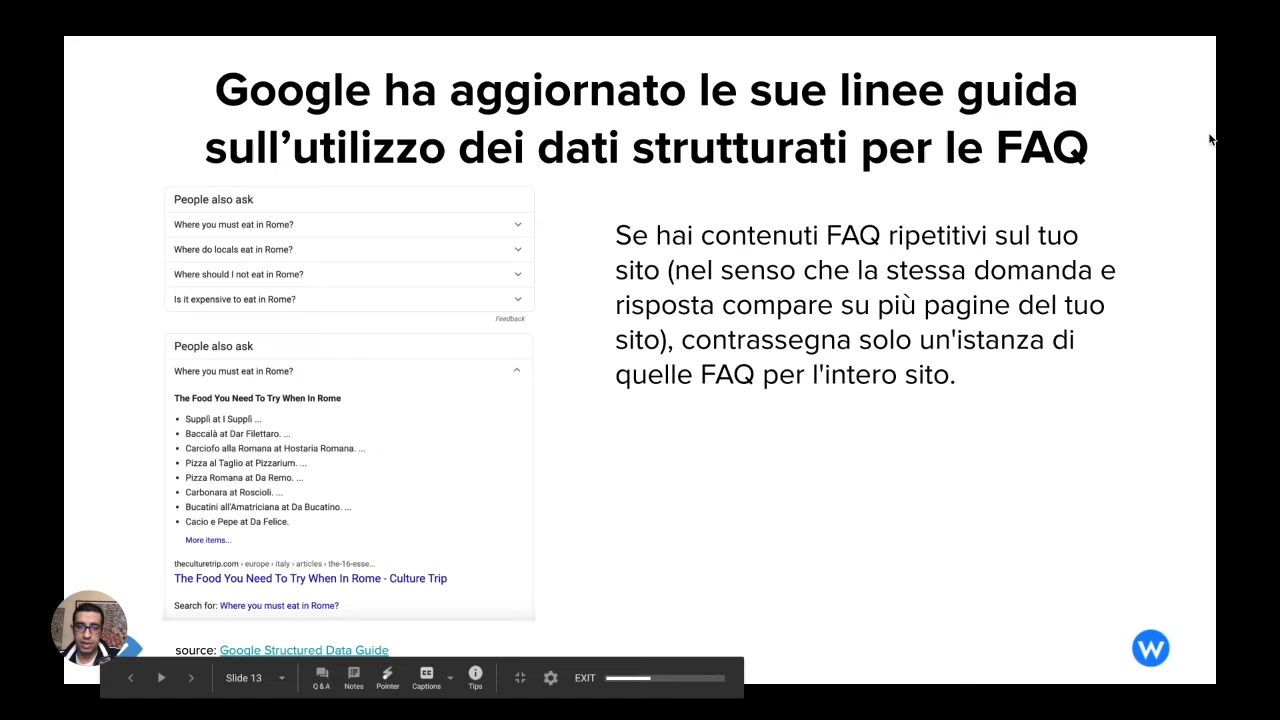 Google ha aggiornato le sue linee guida
sull’utilizzo dei dati strutturati per le FAQ
People also ask
Where you must eat in Rome?
Where do locals eat in Rome?
Where should I not eat in Rome?
Is it expensive to eat in Rome?
Feedback
People also ask
Where you must eat in Rome?
The Food You Need To Try When In Rome
• Supplì at I Supplì ...
• Baccalà at Dar Filettaro. ...
• Carciofo alla Romana at Hostaria Romana. ...
• Pizza al Taglio at Pizzarium. ...
• Pizza Romana at Da Remo. ...
• Carbonara at Roscioli. ...
• Bucatini all'Amatriciana at Da Bucatino. ...
• Cacio e Pepe at Da Felice.
More items...
theculturetrip.com › europe › italy › articles › the-16-esse...
The Food You Need To Try When In Rome - Culture Trip
Search for: Where you must eat in Rome?
Se hai contenuti FAQ ripetitivi sul tuo
sito (nel senso che la stessa domanda e
risposta compare su più pagine del tuo
sito), contrassegna solo un'istanza di
quelle FAQ per l'intero sito.
source: Google Structured Data Guide
W
Slide 13
Q & A
Notes
Pointer
Captions
Tips
EXIT